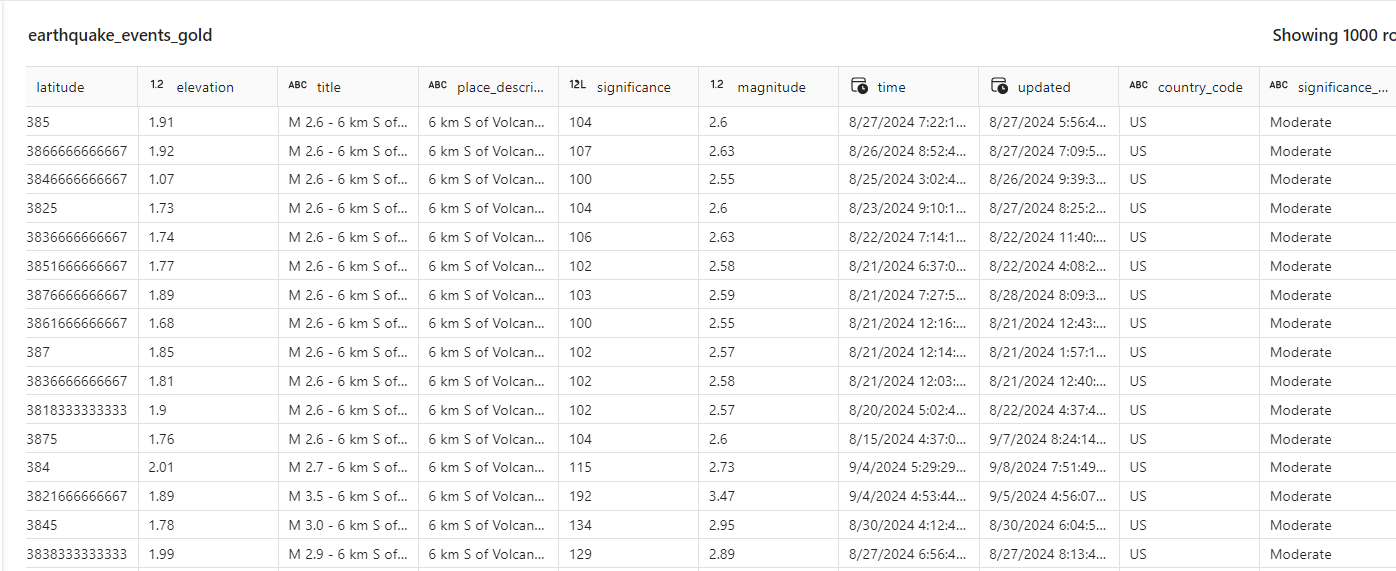 earthquake_events_gold Showing 1000 ro
latitude 1.2 elevation ABC title ABC place_descri... 12L significance 1.2 magnitude time updated ABC country_code ABC significance_...
385 1.91 M 2.6 - 6 km S of... 6 km S of Volcan... 104 2.6 8/27/2024 7:22:1... 8/27/2024 5:56:4... US Moderate
3866666666667 1.92 M 2.6 - 6 km S of... 6 km S of Volcan... 107 2.63 8/26/2024 8:52:4... 8/27/2024 7:09:5... US Moderate
3846666666667 1.07 M 2.6 - 6 km S of... 6 km S of Volcan... 100 2.55 8/25/2024 3:02:4... 8/26/2024 9:39:3... US Moderate
3825 1.73 M 2.6 - 6 km S of... 6 km S of Volcan... 104 2.6 8/23/2024 9:10:1... 8/27/2024 8:25:2... US Moderate
3836666666667 1.74 M 2.6 - 6 km S of... 6 km S of Volcan... 106 2.63 8/22/2024 7:14:1... 8/22/2024 11:40:... US Moderate
3851666666667 1.77 M 2.6 - 6 km S of... 6 km S of Volcan... 102 2.58 8/21/2024 6:37:0... 8/22/2024 4:08:2... US Moderate
3876666666667 1.89 M 2.6 - 6 km S of... 6 km S of Volcan... 103 2.59 8/21/2024 7:27:5... 8/28/2024 8:09:3... US Moderate
3861666666667 1.68 M 2.6 - 6 km S of... 6 km S of Volcan... 100 2.55 8/21/2024 12:16:... 8/21/2024 12:43:... US Moderate
387 1.85 M 2.6 - 6 km S of... 6 km S of Volcan... 102 2.57 8/21/2024 12:14:... 8/21/2024 1:57:1... US Moderate
3836666666667 1.81 M 2.6 - 6 km S of... 6 km S of Volcan... 102 2.58 8/21/2024 12:03:... 8/21/2024 12:40:... US Moderate
3818333333333 1.9 M 2.6 - 6 km S of... 6 km S of Volcan... 102 2.57 8/20/2024 5:02:4... 8/22/2024 4:37:4... US Moderate
3875 1.76 M 2.6 - 6 km S of... 6 km S of Volcan... 104 2.6 8/15/2024 4:37:0... 9/7/2024 8:24:14... US Moderate
384 2.01 M 2.7 - 6 km S of... 6 km S of Volcan... 115 2.73 9/4/2024 5:29:29... 9/8/2024 7:51:49... US Moderate
3821666666667 1.89 M 3.5 - 6 km S of... 6 km S of Volcan... 192 3.47 9/4/2024 4:53:44... 9/5/2024 4:56:07... US Moderate
3845 1.78 M 3.0 - 6 km S of... 6 km S of Volcan... 134 2.95 8/30/2024 4:12:4... 8/30/2024 6:04:5... US Moderate
3838333333333 1.99 M 2.9 - 6 km S of... 6 km S of Volcan... 129 2.89 8/27/2024 6:56:4... 8/27/2024 8:13:4... US Moderate